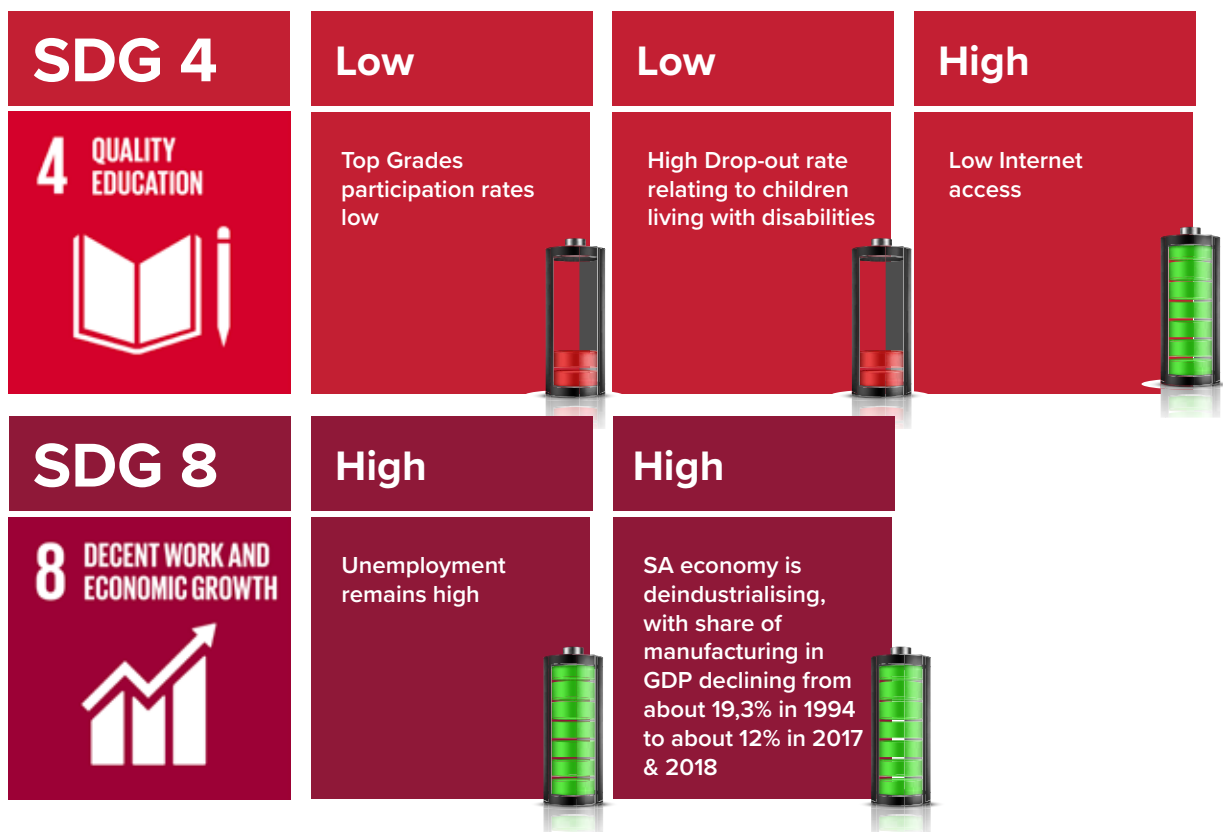 SDG 4
Low
Low
High
4 QUALITY
EDUCATION
Top Grades
participation rates
low
High Drop-out rate
relating to children
living with disabilities
Low Internet
access
SDG 8
High
High
8 DECENT WORK AND
ECONOMIC GROWTH
Unemployment
remains high
SA economy is
deindustrialising,
with share of
manufacturing in
GDP declining from
about 19,3% in 1994
to about 12% in 2017
& 2018